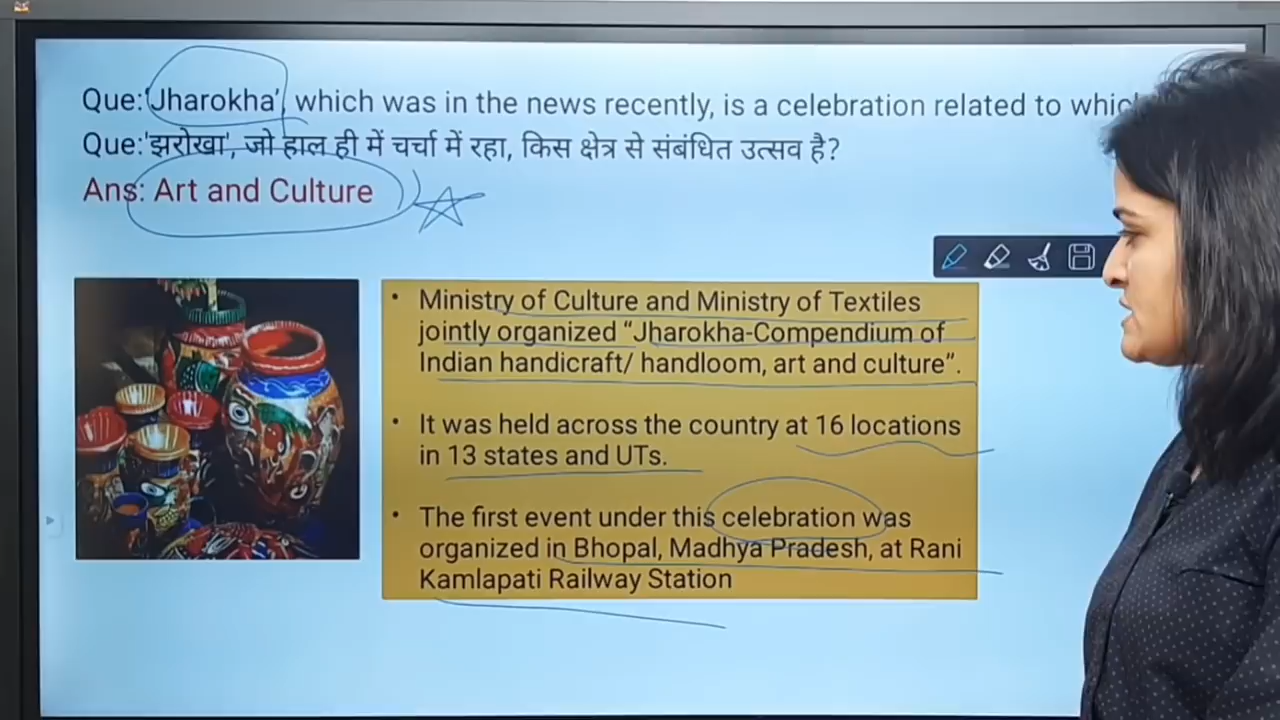 Que:'Jharokha', which was in the news recently, is a celebration related to
Que:'झरोखा', जो हाल ही में चर्चा में रहा, किस क्षेत्र से संबंधित उत्सव है?
Ans: Art and Culture
• Ministry of Culture and Ministry of Textiles
jointly organized “Jharokha-Compendium of
Indian handicraft/ handloom, art and culture”.
• It was held across the country at 16 locations
in 13 states and UTs.
• The first event under this celebration was
organized in Bhopal, Madhya Pradesh, at Rani
Kamlapati Railway Station